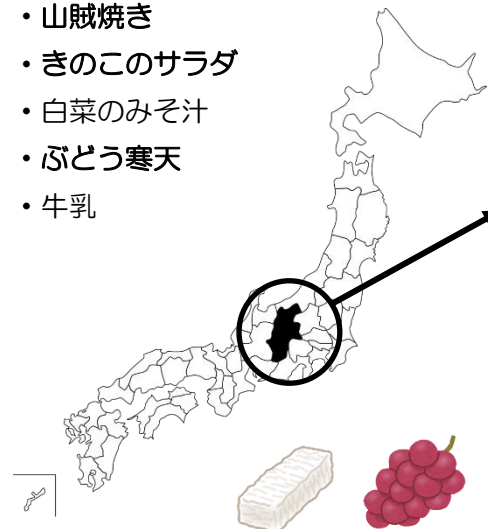 ・山賊焼き
・きのこのサラダ
・白菜のみそ汁
・ぶどう寒天
・牛乳